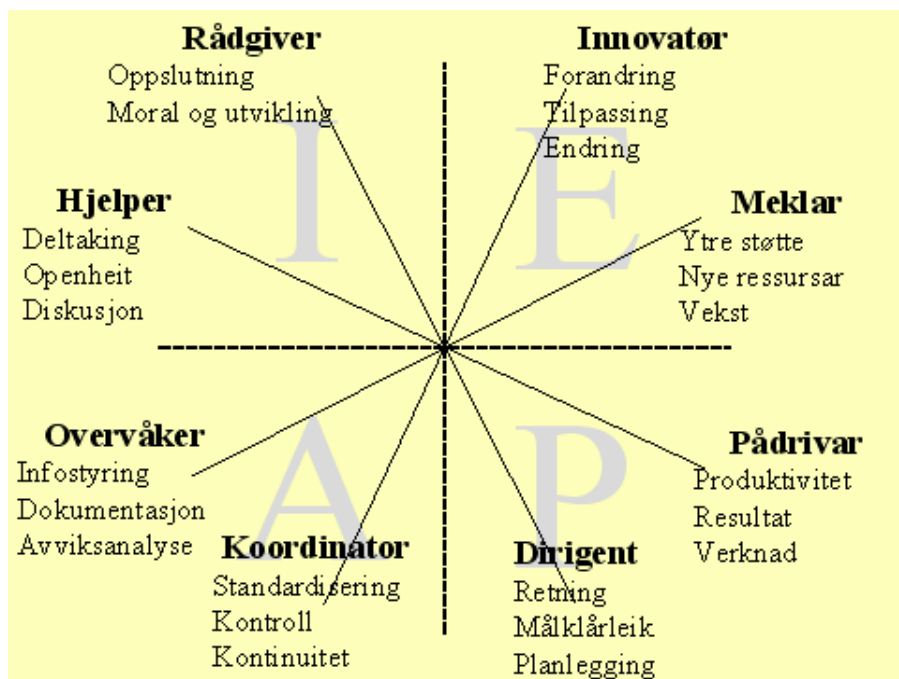 Rådgiver
Oppslutning
Moral og utvikling
Innovatør
Forandring
Tilpassing
Endring
I
E
Hjelper
Deltaking
Openheit
Diskusjon
Meklar
Ytre støtte
Nye ressursar
Vekst
Overvåker
Infostyring
Dokumentasjon
Avviksanalyse
A
P
Koordinator
Standardisering
Kontroll
Kontinuitet
Dirigent
Retning
Målklårleik
Planlegging
Pådrivar
Produktivitet
Resultat
Verknad